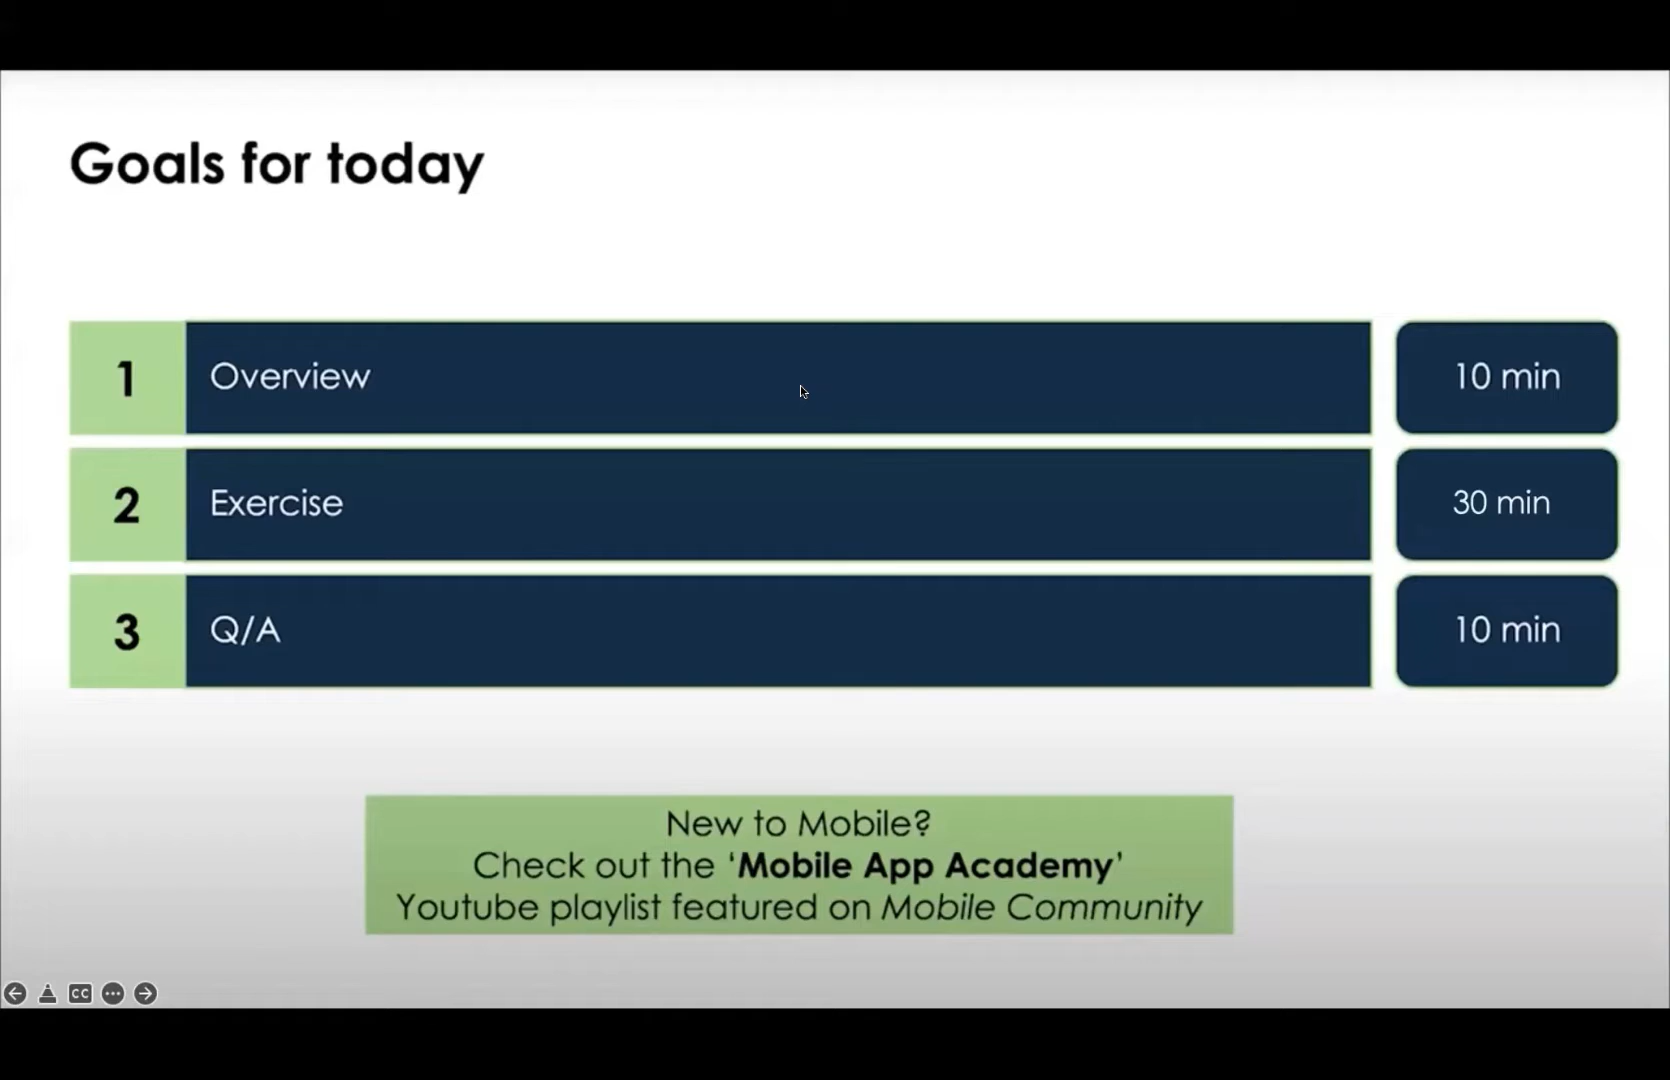 Goals for today
1 Overview 10 min
2 Exercise 30 min
3 Q/A 10 min
New to Mobile?
Check out the ‘Mobile App Academy’
Youtube playlist featured on Mobile Community
CC